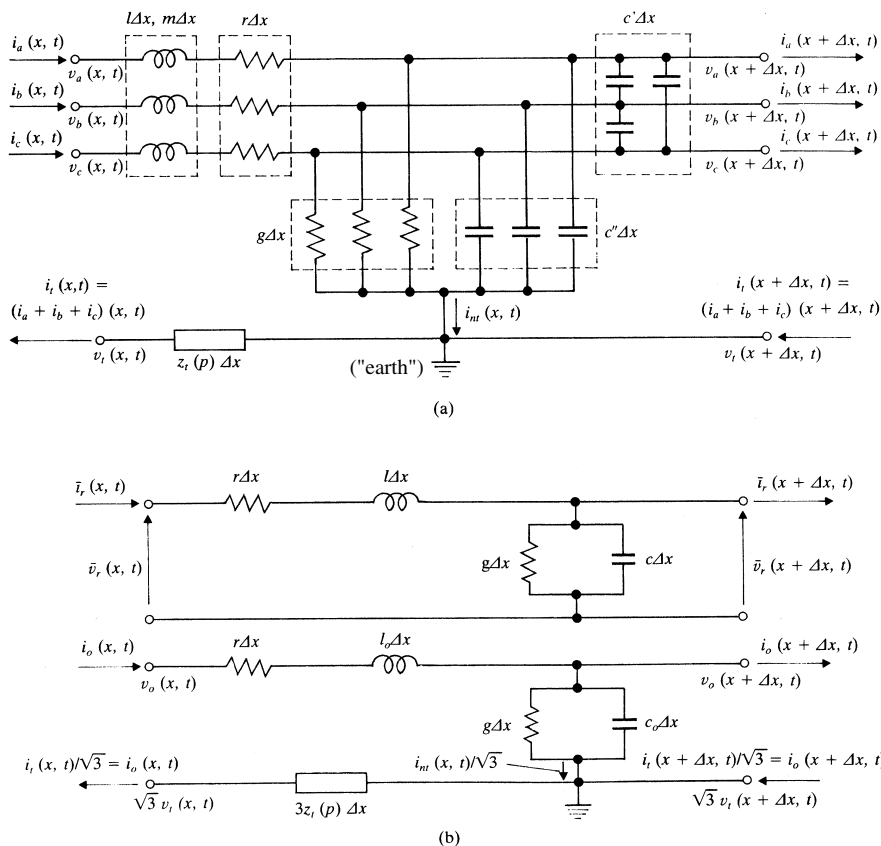 lΔx, mΔx
rΔx
c'Δx
i_a (x, t)
v_a (x, t)
i_a (x + Δx, t)
v_a (x + Δx, t)
i_b (x, t)
v_b (x, t)
i_b (x + Δx, t)
v_b (x + Δx, t)
i_c (x, t)
v_c (x, t)
i_c (x + Δx, t)
v_c (x + Δx, t)
gΔx
c''Δx
i_t (x,t) =
(i_a + i_b + i_c) (x, t)
i_nt (x, t)
i_t (x + Δx, t) =
(i_a + i_b + i_c) (x + Δx, t)
v_t (x, t)
z_t (p) Δx
("earth")
v_t (x + Δx, t)
(a)
ī_r (x, t)
rΔx
lΔx
ī_r (x + Δx, t)
v̄_r (x, t)
gΔx
cΔx
v̄_r (x + Δx, t)
i_o (x, t)
rΔx
l_oΔx
i_o (x + Δx, t)
v_o (x, t)
v_o (x + Δx, t)
gΔx
c_oΔx
i_t (x, t)/√3 = i_o (x, t)
i_nt (x, t)/√3
i_t (x + Δx, t)/√3 = i_o (x + Δx, t)
√3 v_t (x, t)
3z_t (p) Δx
√3 v_t (x + Δx, t)
(b)